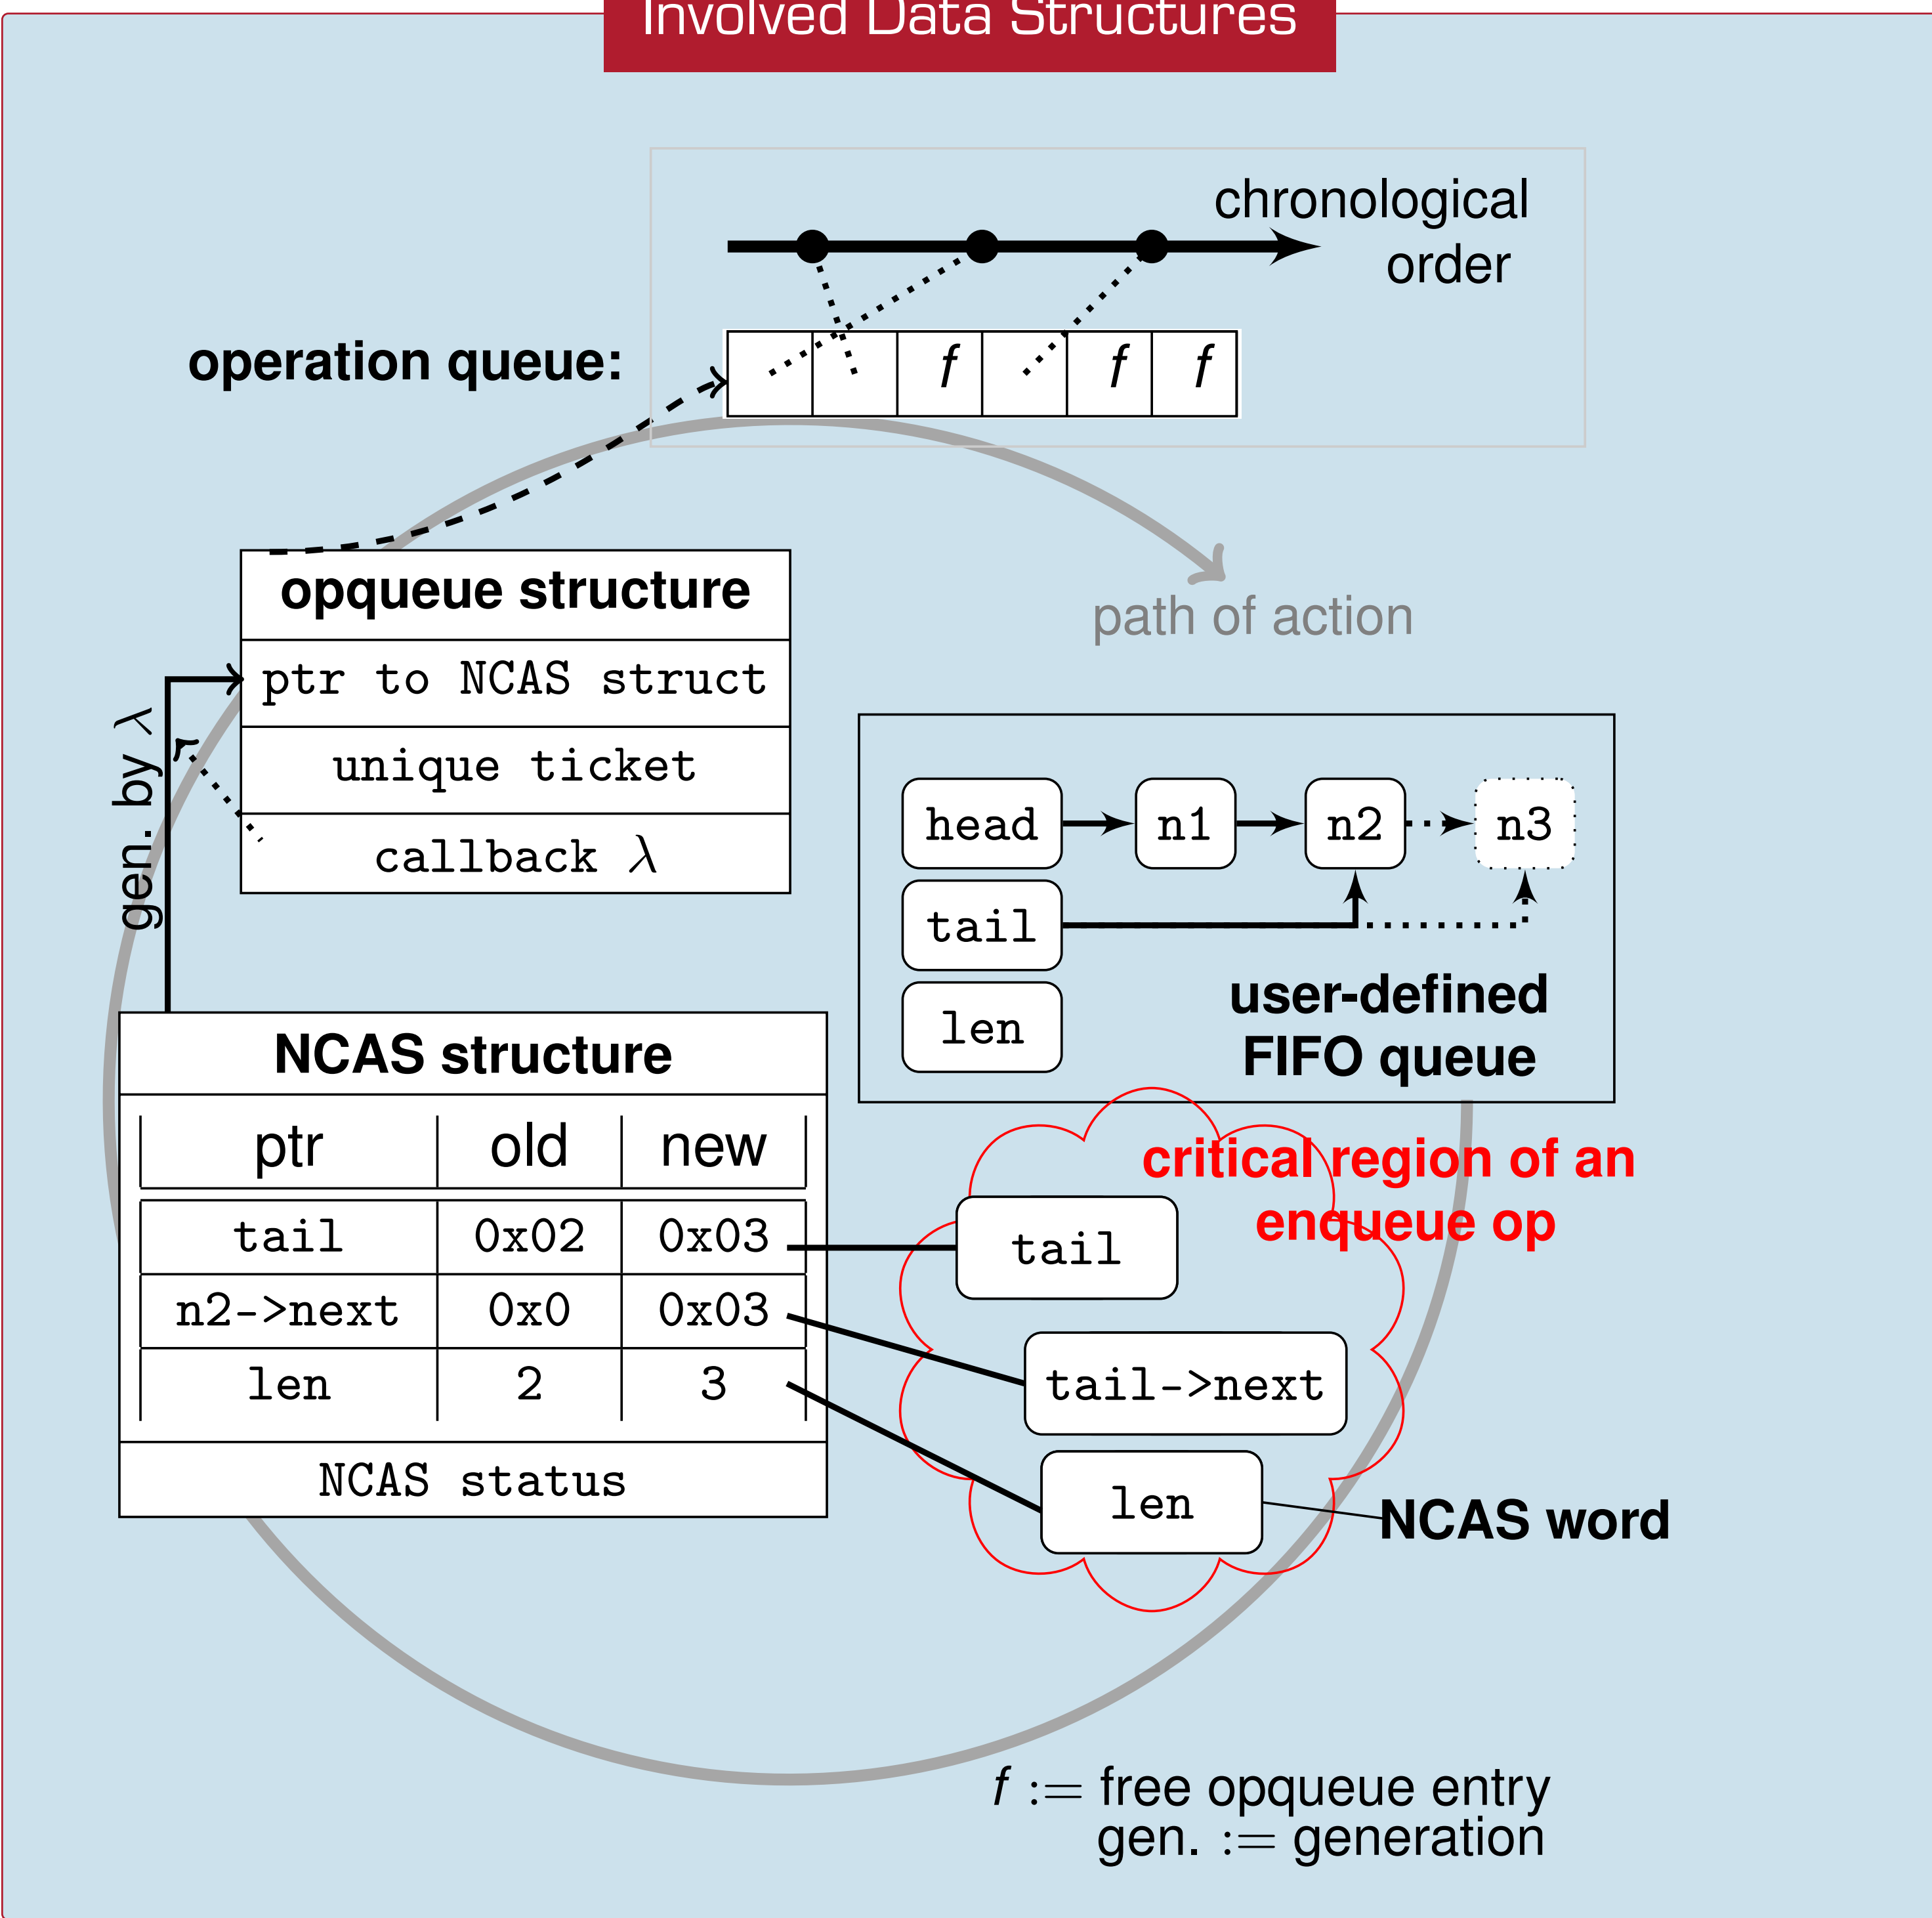 Involved Data Structures
chronological
order
operation queue:
f f f
opqueue structure
ptr to NCAS struct
unique ticket
callback λ
gen. by λ
path of action
head n1 n2 n3
tail
len
user-defined
FIFO queue
NCAS structure
ptr old new
tail 0x02 0x03
n2->next 0x0 0x03
len 2 3
NCAS status
critical region of an
enqueue op
tail
tail->next
len
NCAS word
f := free opqueue entry
gen. := generation